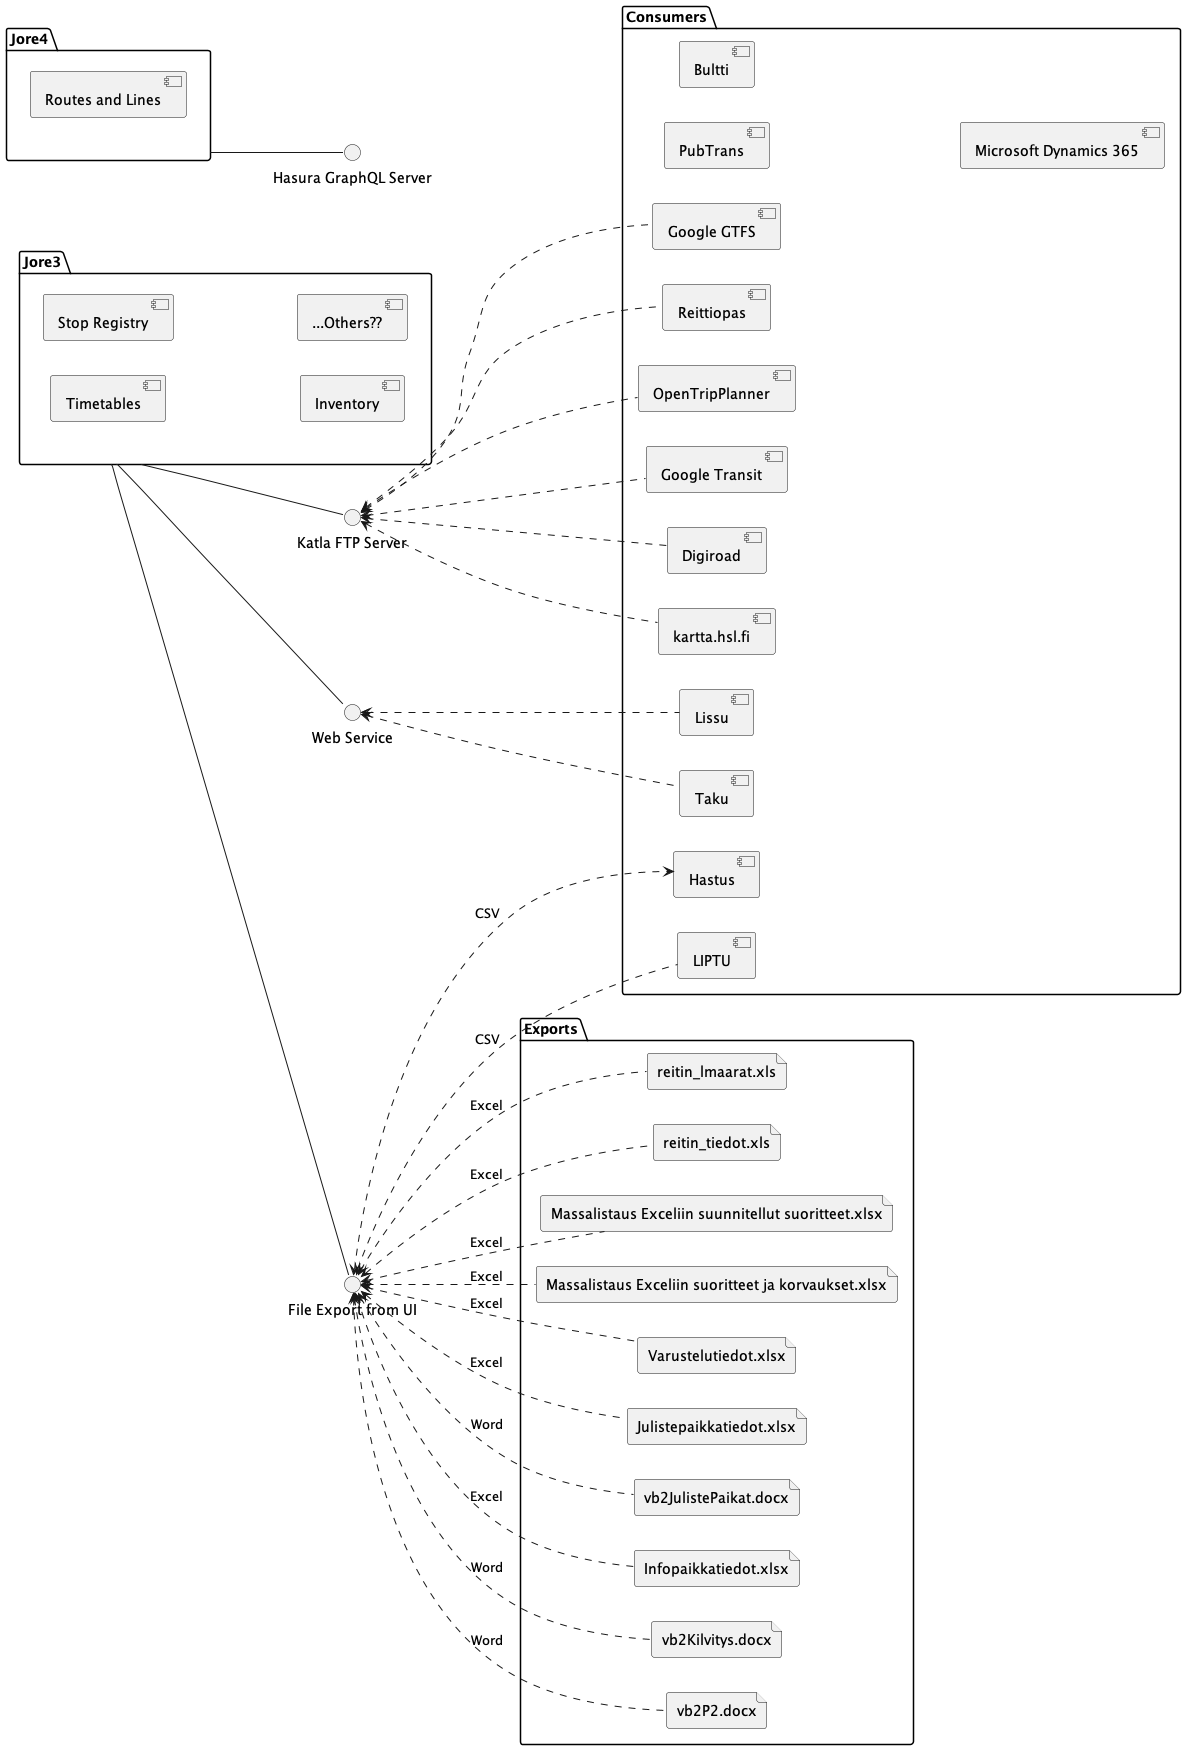 Jore4
Routes and Lines
Hasura GraphQL Server
Jore3
Stop Registry
...Others??
Timetables
Inventory
Katla FTP Server
Web Service
File Export from UI
Consumers
Bultti
PubTrans
Microsoft Dynamics 365
Google GTFS
Reittiopas
OpenTripPlanner
Google Transit
Digiroad
kartta.hsl.fi
Lissu
Taku
Hastus
CSV
LIPTU
CSV
Exports
reitin_lmaarat.xls
Excel
reitin_tiedot.xls
Excel
Massalistaus Exceliin suunnitellut suoritteet.xlsx
Excel
Massalistaus Exceliin suoritteet ja korvaukset.xlsx
Excel
Varustelutiedot.xlsx
Excel
Julistepaikkatiedot.xlsx
Excel
vb2JulistePaikat.docx
Word
Infopaikkatiedot.xlsx
Excel
vb2Kilvitys.docx
Word
vb2P2.docx
Word